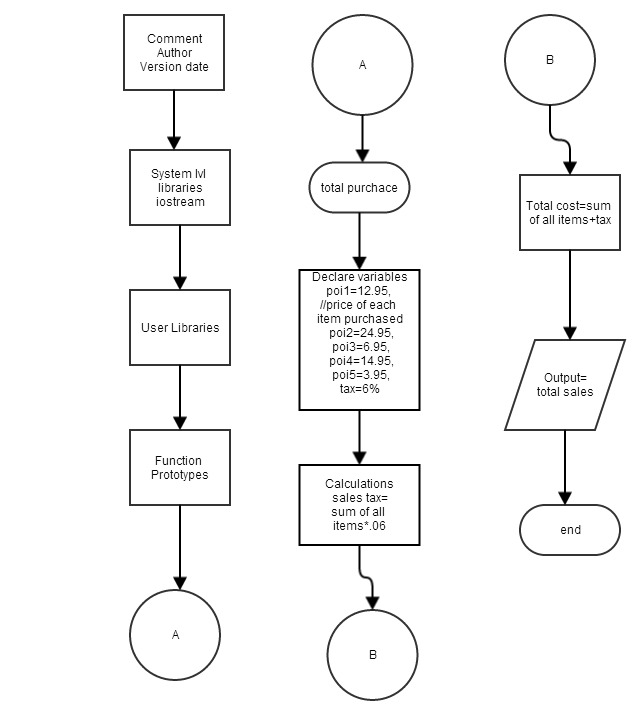 Comment
Author
Version date
System lvl
libraries
iostream
User Libraries
Function
Prototypes
A
A
total purchace
Declare variables
poi1=12.95,
//price of each
item purchased
poi2=24.95,
poi3=6.95,
poi4=14.95,
poi5=3.95,
tax=6%
Calculations
sales tax=
sum of all
items*.06
B
B
Total cost=sum
of all items+tax
Output=
total sales
end